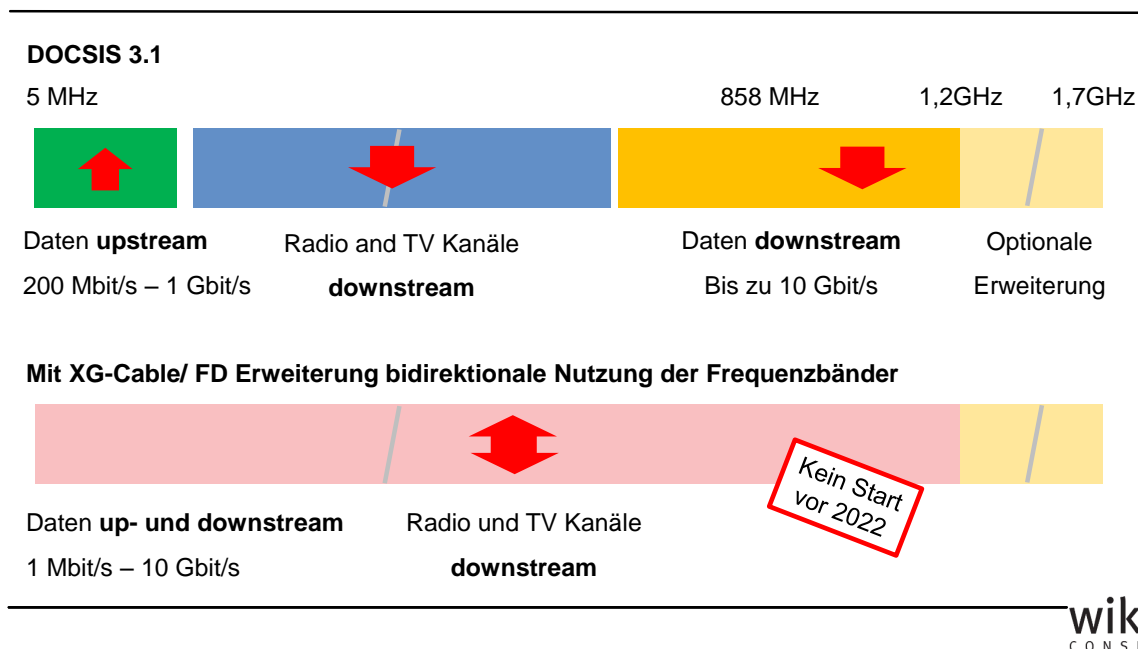 DOCSIS 3.1
5 MHz 858 MHz 1,2GHz 1,7GHz
Daten upstream Radio and TV Kanäle Daten downstream Optionale
200 Mbit/s – 1 Gbit/s downstream Bis zu 10 Gbit/s Erweiterung
Mit XG-Cable/ FD Erweiterung bidirektionale Nutzung der Frequenzbänder
Kein Start
vor 2022
Daten up- und downstream Radio und TV Kanäle
1 Mbit/s – 10 Gbit/s downstream
wik